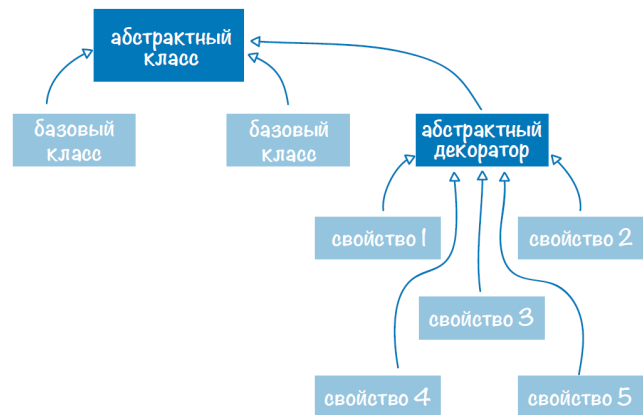 абстрактный
класс
базовый
класс
базовый
класс
абстрактный
декоратор
свойство 1
свойство 2
свойство 3
свойство 4
свойство 5